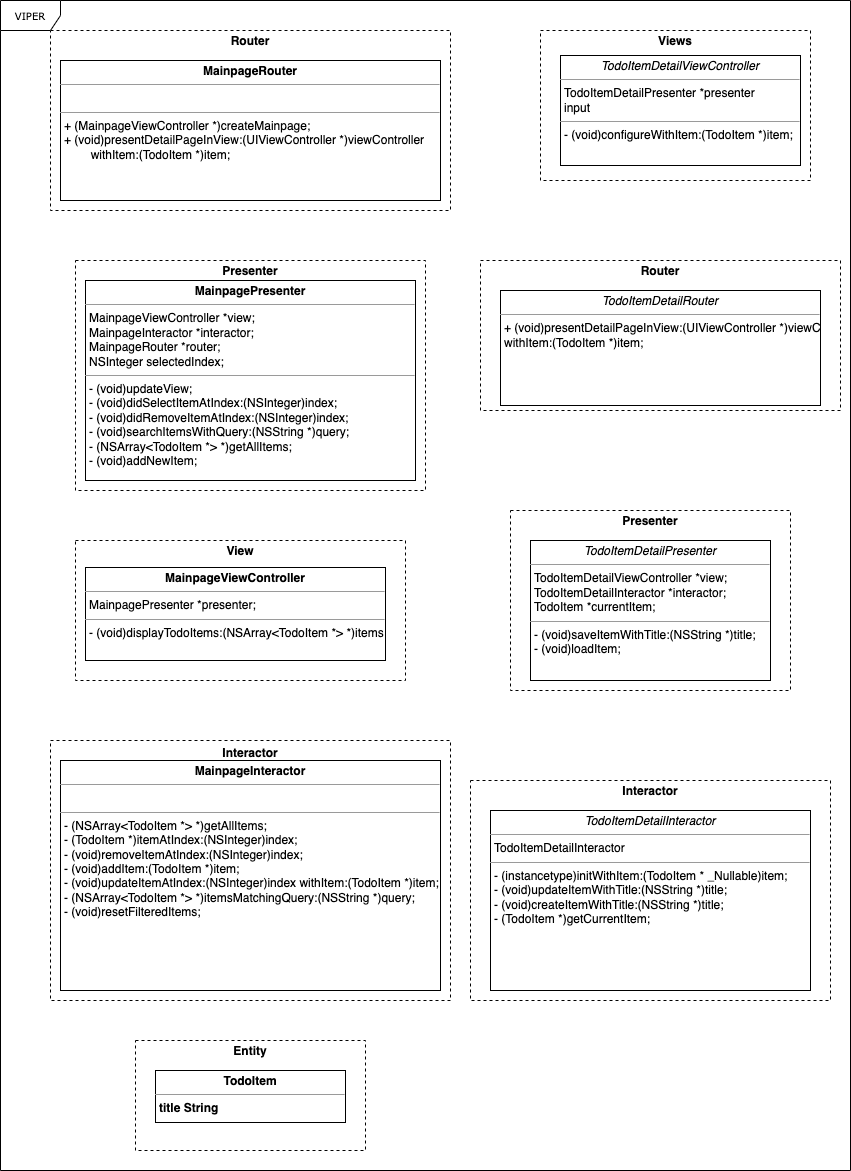 VIPER
Router
MainpageRouter
+ (MainpageViewController *)createMainpage;
+ (void)presentDetailPageInView:(UIViewController *)viewController
withItem:(TodoItem *)item;
Views
TodoItemDetailViewController
TodoItemDetailPresenter *presenter
input
- (void)configureWithItem:(TodoItem *)item;
Presenter
MainpagePresenter
MainpageViewController *view;
MainpageInteractor *interactor;
MainpageRouter *router;
NSInteger selectedIndex;
- (void)updateView;
- (void)didSelectItemAtIndex:(NSInteger)index;
- (void)didRemoveItemAtIndex:(NSInteger)index;
- (void)searchItemsWithQuery:(NSString *)query;
- (NSArray<TodoItem *> *)getAllItems;
- (void)addNewItem;
Router
TodoItemDetailRouter
+ (void)presentDetailPageInView:(UIViewController *)viewC
withItem:(TodoItem *)item;
View
MainpageViewController
MainpagePresenter *presenter;
- (void)displayTodoItems:(NSArray<TodoItem *> *)items
Presenter
TodoItemDetailPresenter
TodoItemDetailViewController *view;
TodoItemDetailInteractor *interactor;
TodoItem *currentItem;
- (void)saveItemWithTitle:(NSString *)title;
- (void)loadItem;
Interactor
MainpageInteractor
- (NSArray<TodoItem *> *)getAllItems;
- (TodoItem *)itemAtIndex:(NSInteger)index;
- (void)removeItemAtIndex:(NSInteger)index;
- (void)addItem:(TodoItem *)item;
- (void)updateItemAtIndex:(NSInteger)index withItem:(TodoItem *)item;
- (NSArray<TodoItem *> *)itemsMatchingQuery:(NSString *)query;
- (void)resetFilteredItems;
Interactor
TodoItemDetailInteractor
TodoItemDetailInteractor
- (instancetype)initWithItem:(TodoItem * _Nullable)item;
- (void)updateItemWithTitle:(NSString *)title;
- (void)createItemWithTitle:(NSString *)title;
- (TodoItem *)getCurrentItem;
Entity
TodoItem
title String